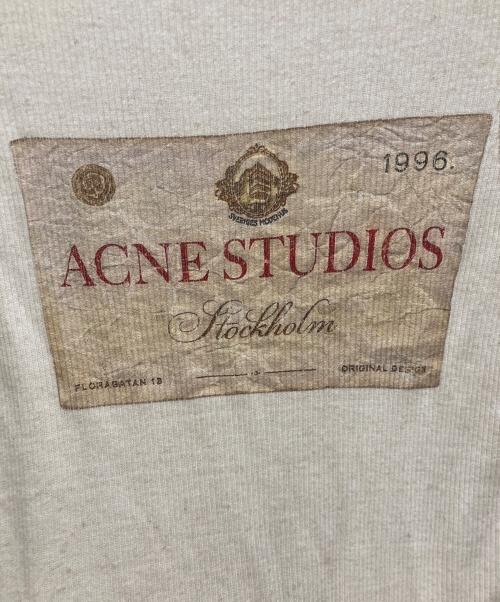 1996.
SVERIGES MODEHUS
ACNE STUDIOS
Stockholm
FLORAGATAN 13
ORIGINAL DESIGN